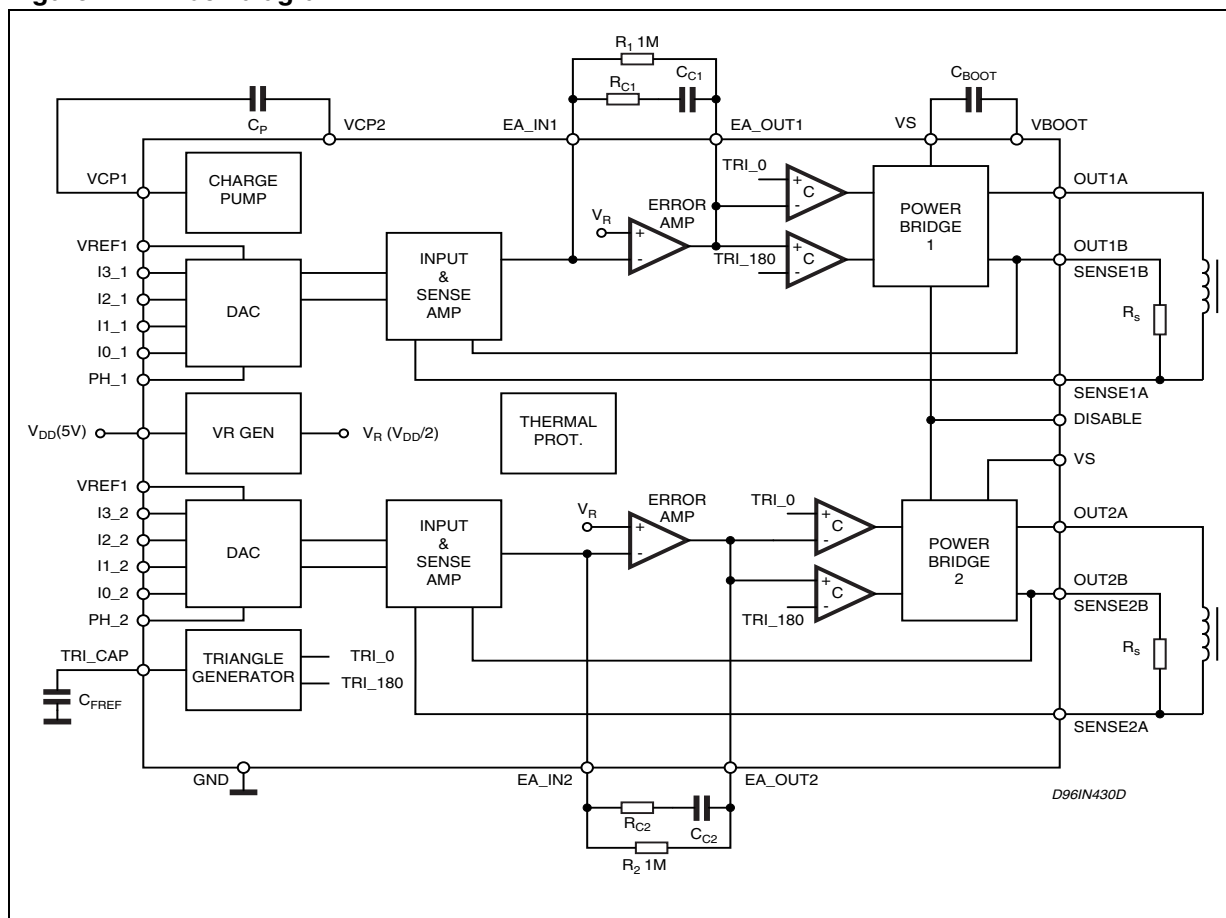 R1 1M
RC1
CC1
CBOOT
CP
VCP2
EA_IN1
EA_OUT1
VS
VBOOT
VCP1
CHARGE
PUMP
TRI_0
+
C
-
OUT1A
VREF1
I3_1
I2_1
I1_1
I0_1
PH_1
DAC
INPUT
&
SENSE
AMP
VR
ERROR
AMP
+
-
TRI_180
+
C
-
POWER
BRIDGE
1
OUT1B
SENSE1B
Rs
SENSE1A
VDD(5V)
VR GEN
VR (VDD/2)
THERMAL
PROT.
DISABLE
VS
VREF1
I3_2
I2_2
I1_2
I0_2
PH_2
DAC
INPUT
&
SENSE
AMP
VR
ERROR
AMP
+
-
TRI_0
+
C
-
TRI_180
+
C
-
POWER
BRIDGE
2
OUT2A
OUT2B
SENSE2B
Rs
SENSE2A
TRI_CAP
TRIANGLE
GENERATOR
TRI_0
TRI_180
CFREF
GND
EA_IN2
EA_OUT2
RC2
CC2
R2 1M
D96IN430D